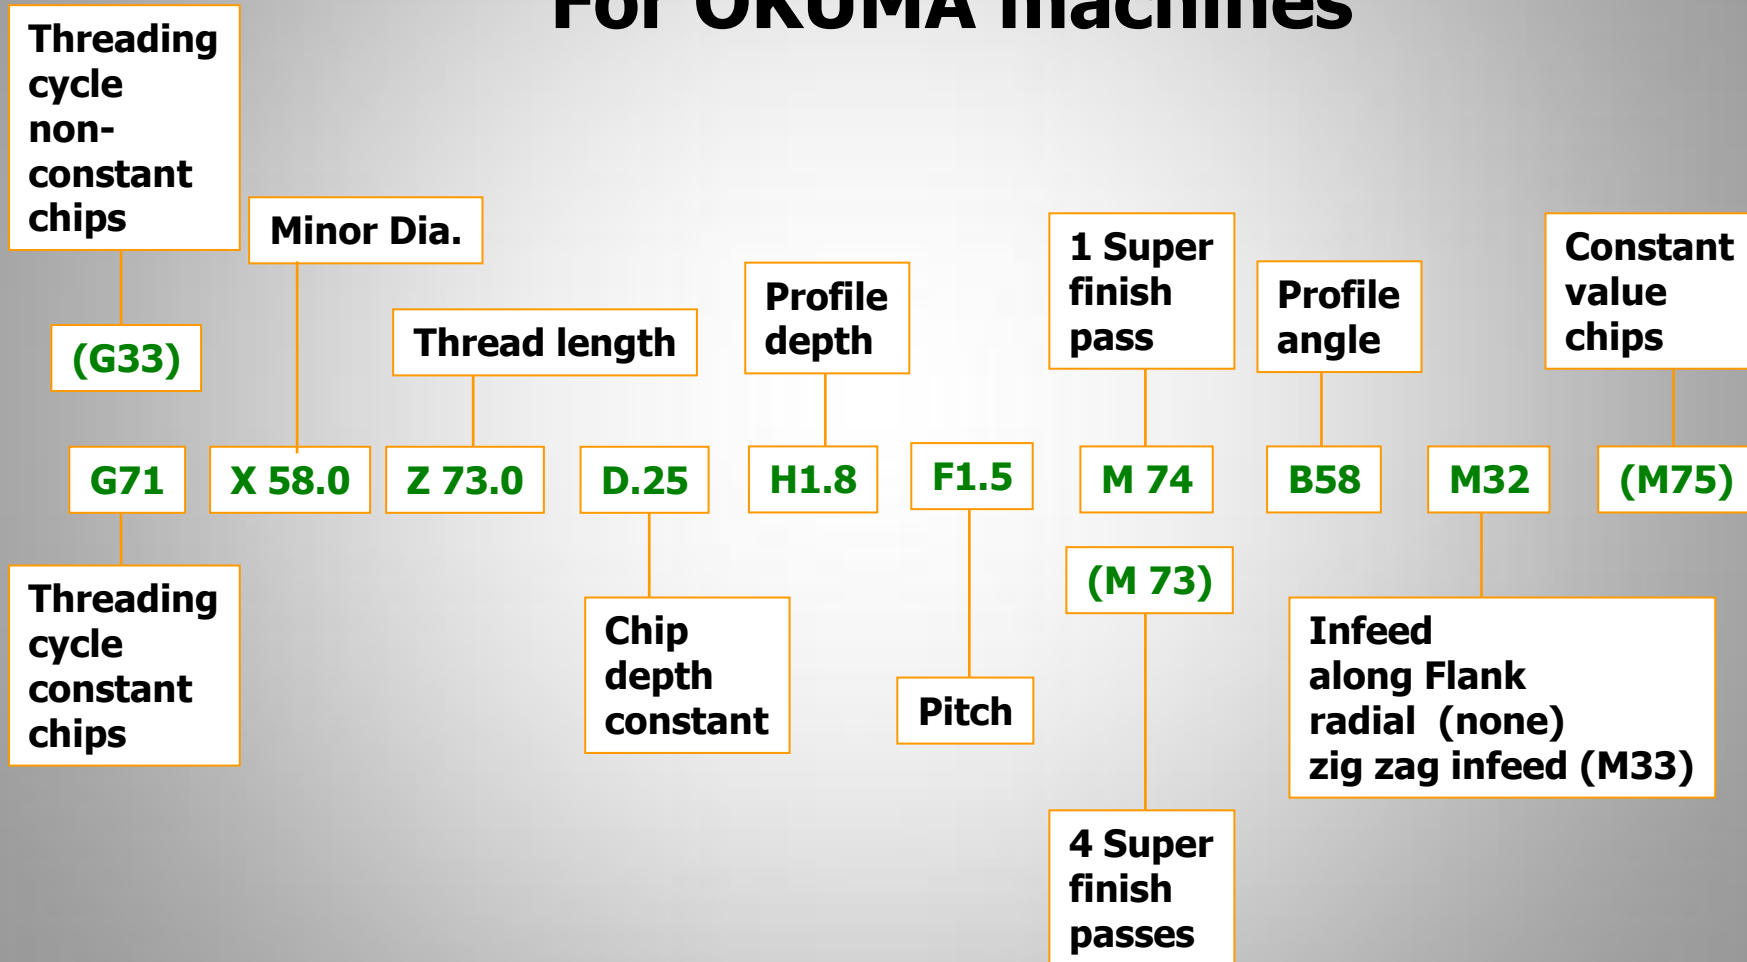 For OKUMA machines
Threading
cycle
non-
constant
chips
Minor Dia.
Thread length
Profile
depth
1 Super
finish
pass
Profile
angle
Constant
value
chips
(G33)
G71
X 58.0
Z 73.0
D.25
H1.8
F1.5
M 74
B58
M32
(M75)
(M 73)
Threading
cycle
constant
chips
Chip
depth
constant
Pitch
Infeed
along Flank
radial (none)
zig zag infeed (M33)
4 Super
finish
passes